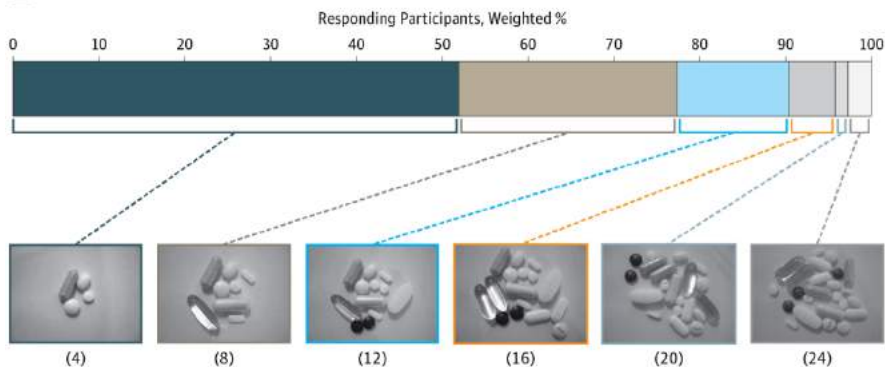 Responding Participants, Weighted %
0 10 20 30 40 50 60 70 80 90 100
(4) (8) (12) (16) (20) (24)